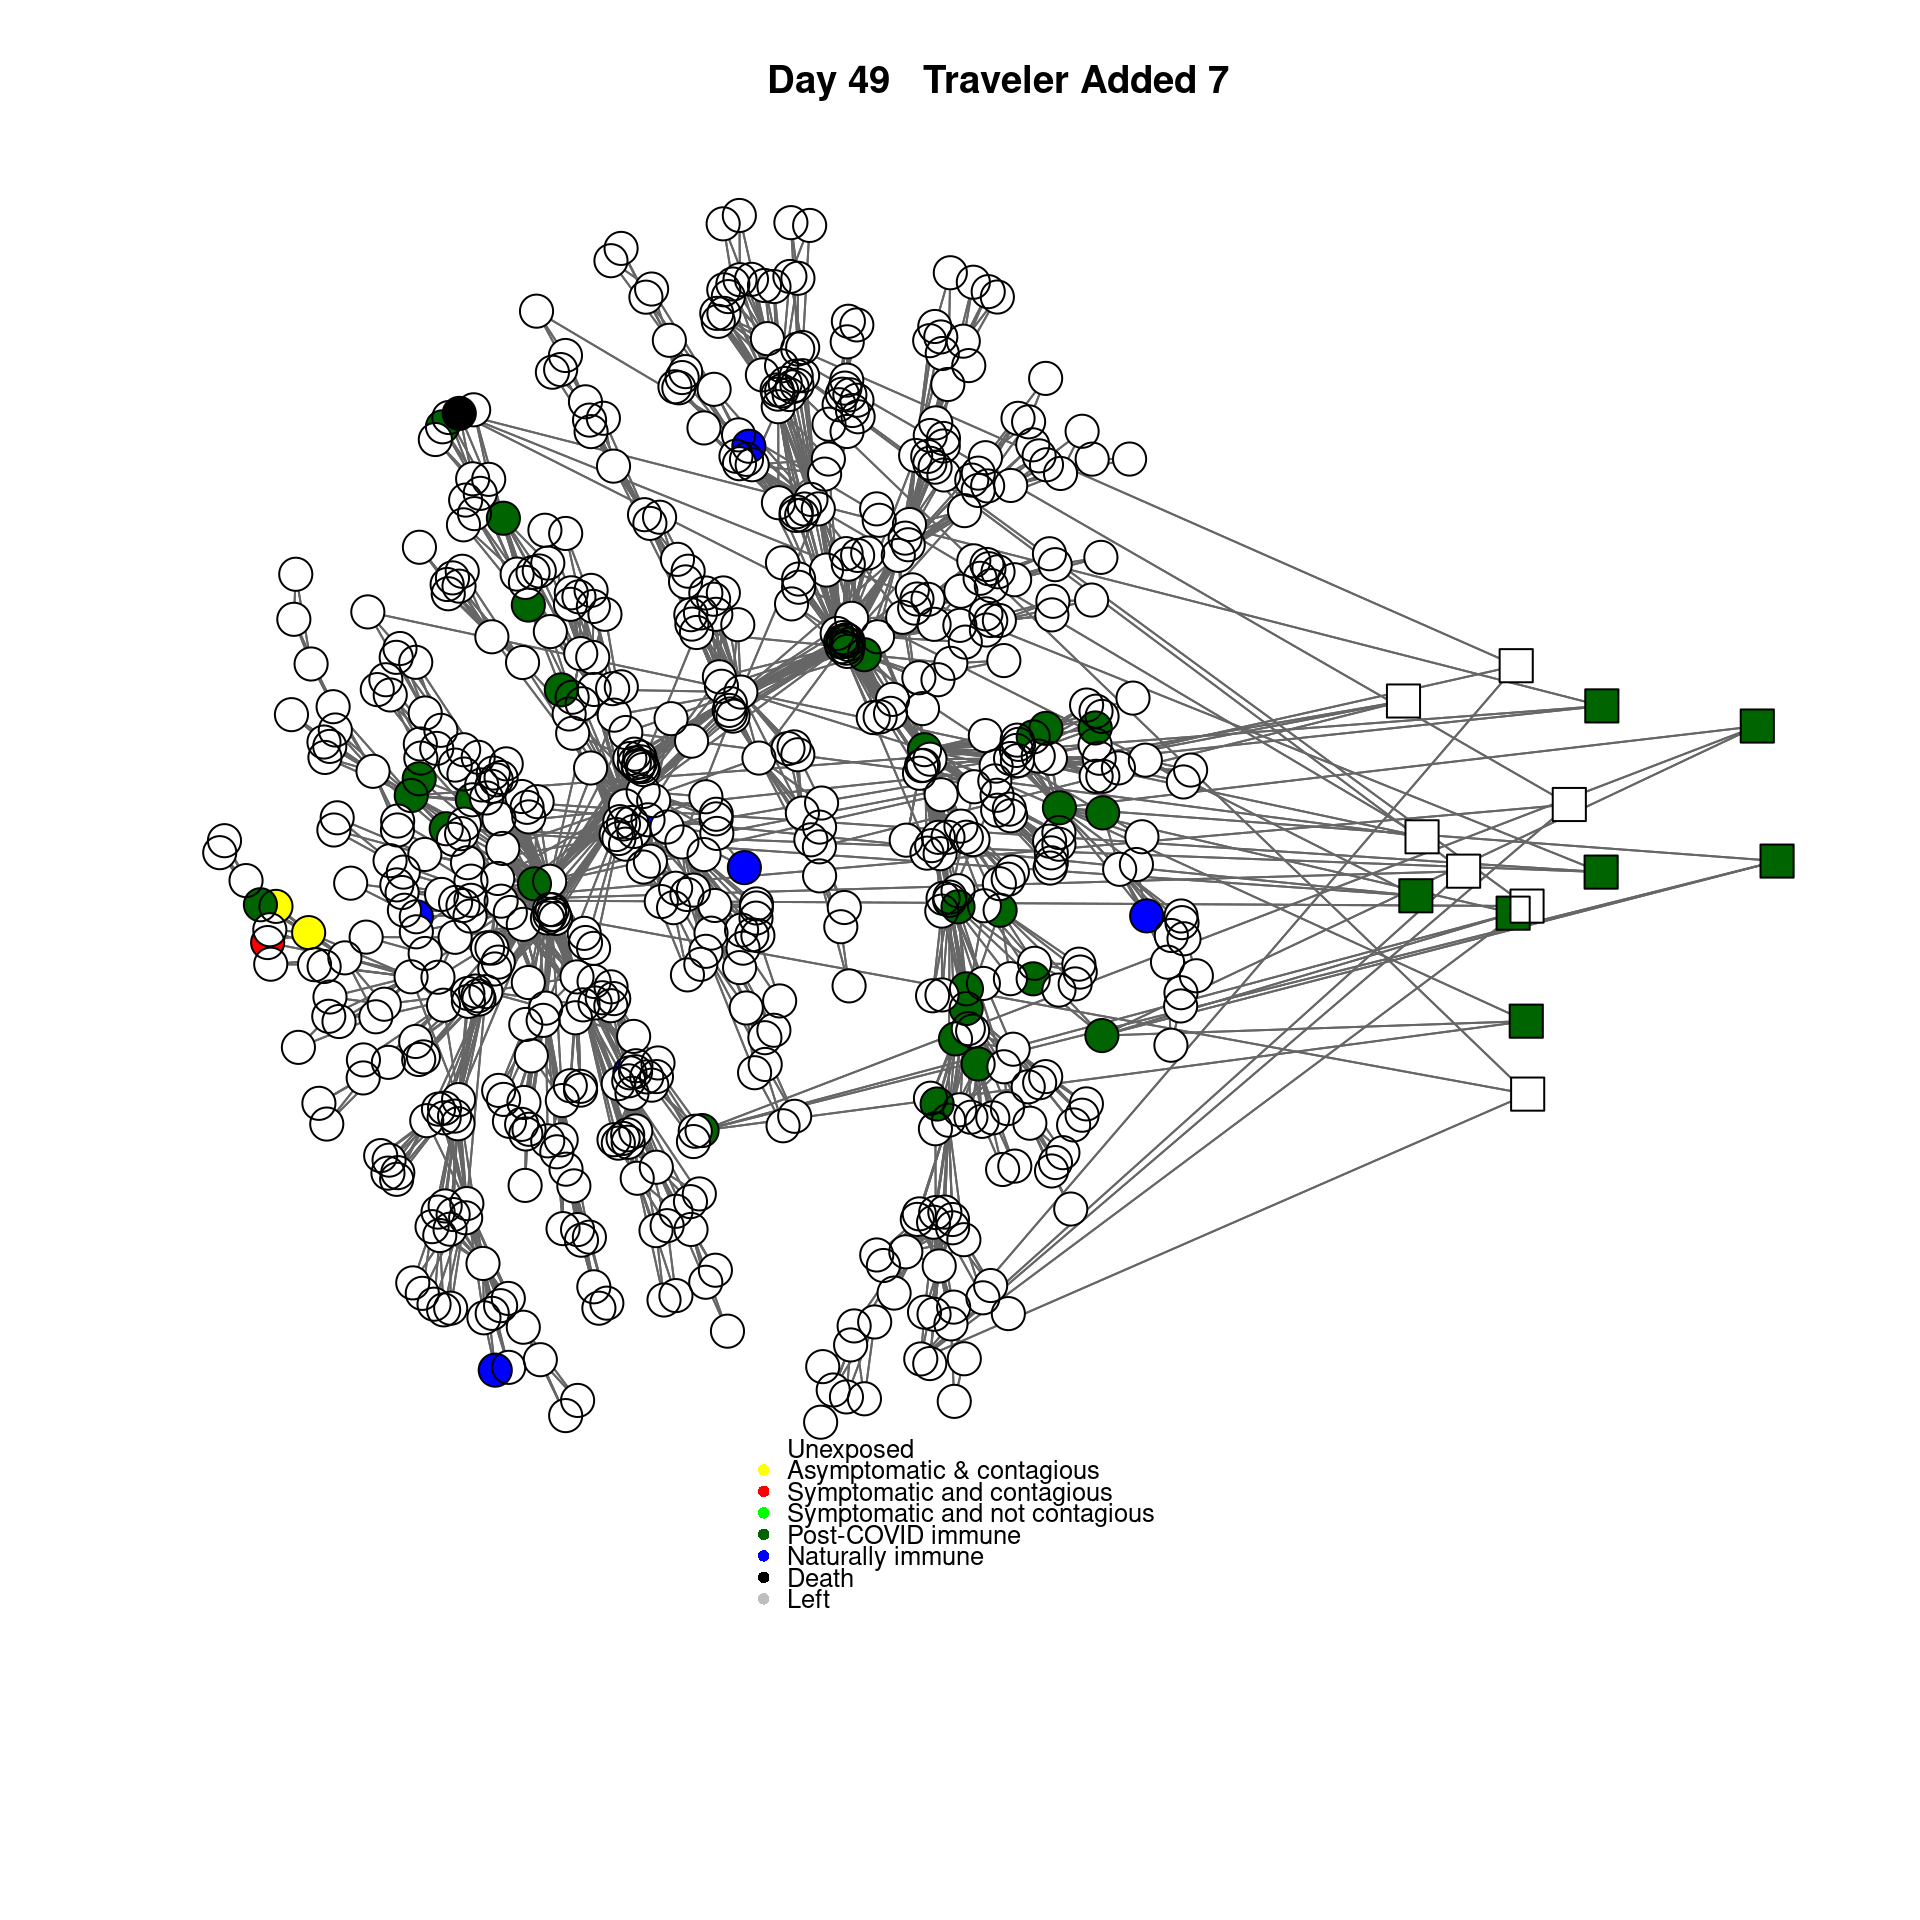 Day 49   Traveler Added 7
Unexposed
Asymptomatic & contagious
Symptomatic and contagious
Symptomatic and not contagious
Post-COVID immune
Naturally immune
Death
Left